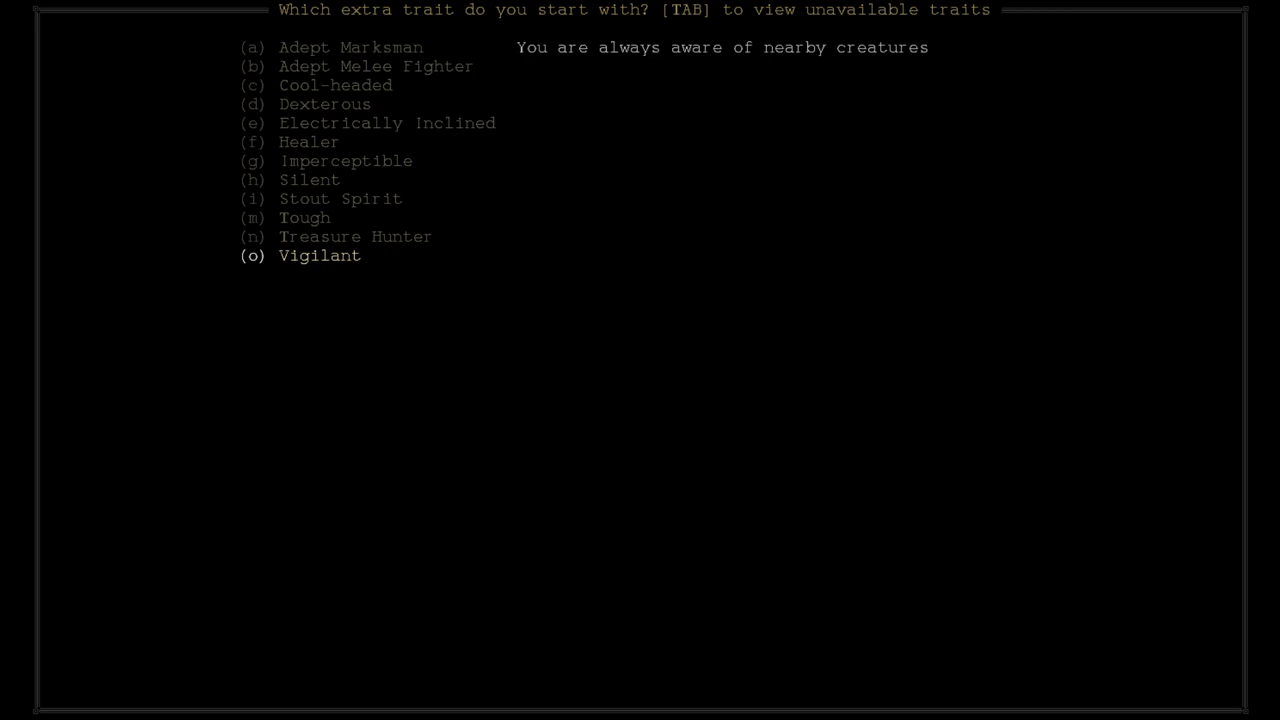 Which extra trait do you start with? [TAB] to view unavailable traits
(a) Adept Marksman You are always aware of nearby creatures
(b) Adept Melee Fighter
(c) Cool-headed
(d) Dexterous
(e) Electrically Inclined
(f) Healer
(g) Imperceptible
(h) Silent
(i) Stout Spirit
(m) Tough
(n) Treasure Hunter
(o) Vigilant